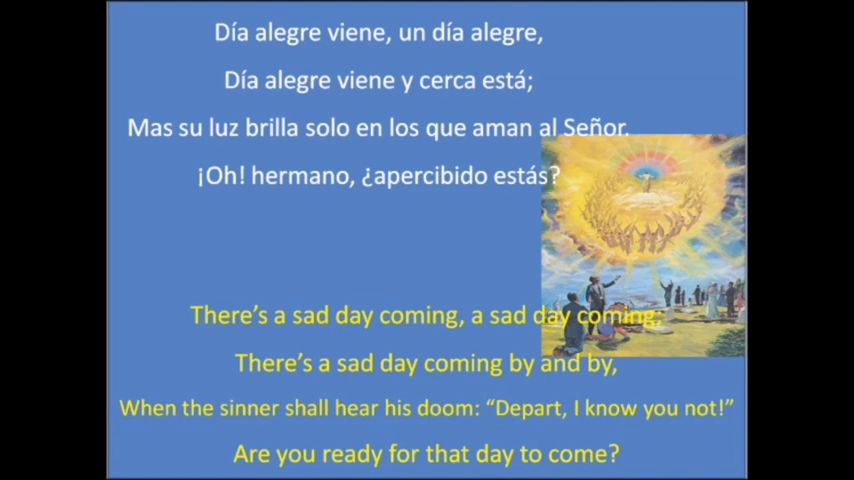 Día alegre viene, un día alegre,
Día alegre viene y cerca está;
Mas su luz brilla solo en los que aman al Señor.
¡Oh! hermano, ¿apercibido estás?
There’s a sad day coming, a sad day coming;
There’s a sad day coming by and by,
When the sinner shall hear his doom: “Depart, I know you not!”
Are you ready for that day to come?